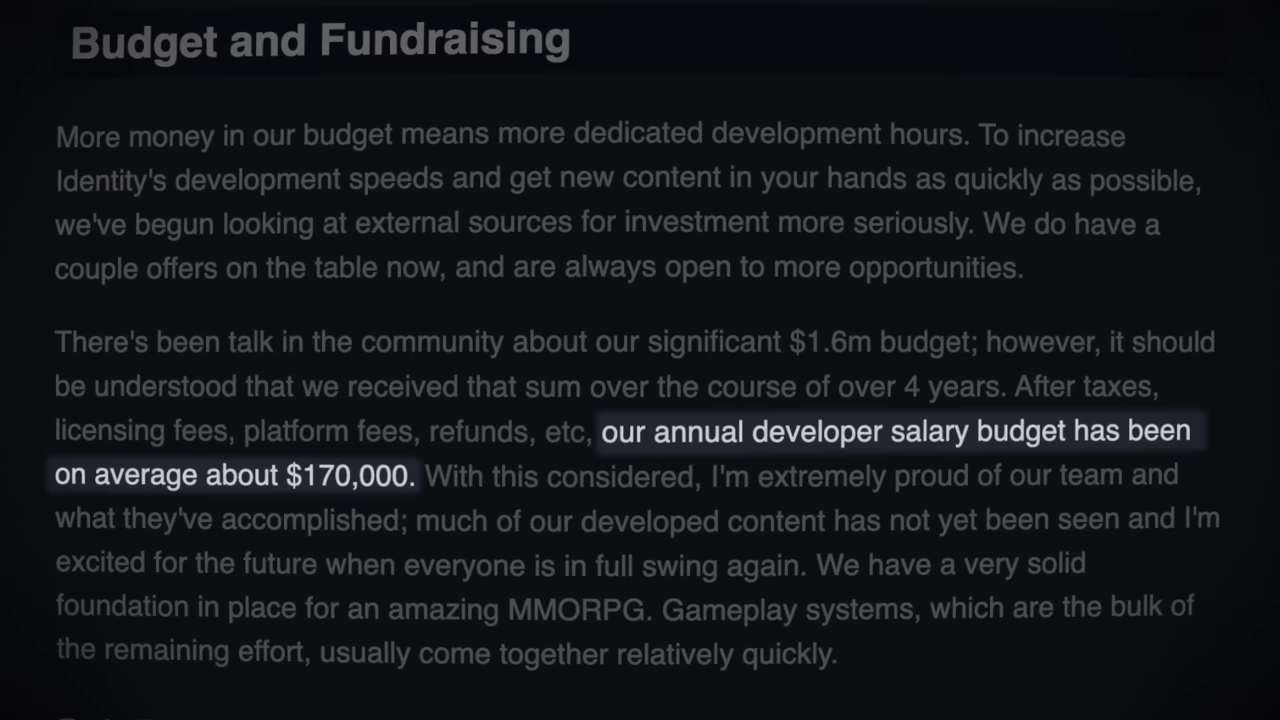 Budget and Fundraising
More money in our budget means more dedicated development hours. To increase
Identity's development speeds and get new content in your hands as quickly as possible,
we've begun looking at external sources for investment more seriously. We do have a
couple offers on the table now, and are always open to more opportunities.
There's been talk in the community about our significant $1.6m budget; however, it should
be understood that we received that sum over the course of over 4 years. After taxes,
licensing fees, platform fees, refunds, etc, our annual developer salary budget has been
on average about $170,000. With this considered, I'm extremely proud of our team and
what they've accomplished; much of our developed content has not yet been seen and I'm
excited for the future when everyone is in full swing again. We have a very solid
foundation in place for an amazing MMORPG. Gameplay systems, which are the bulk of
the remaining effort, usually come together relatively quickly.